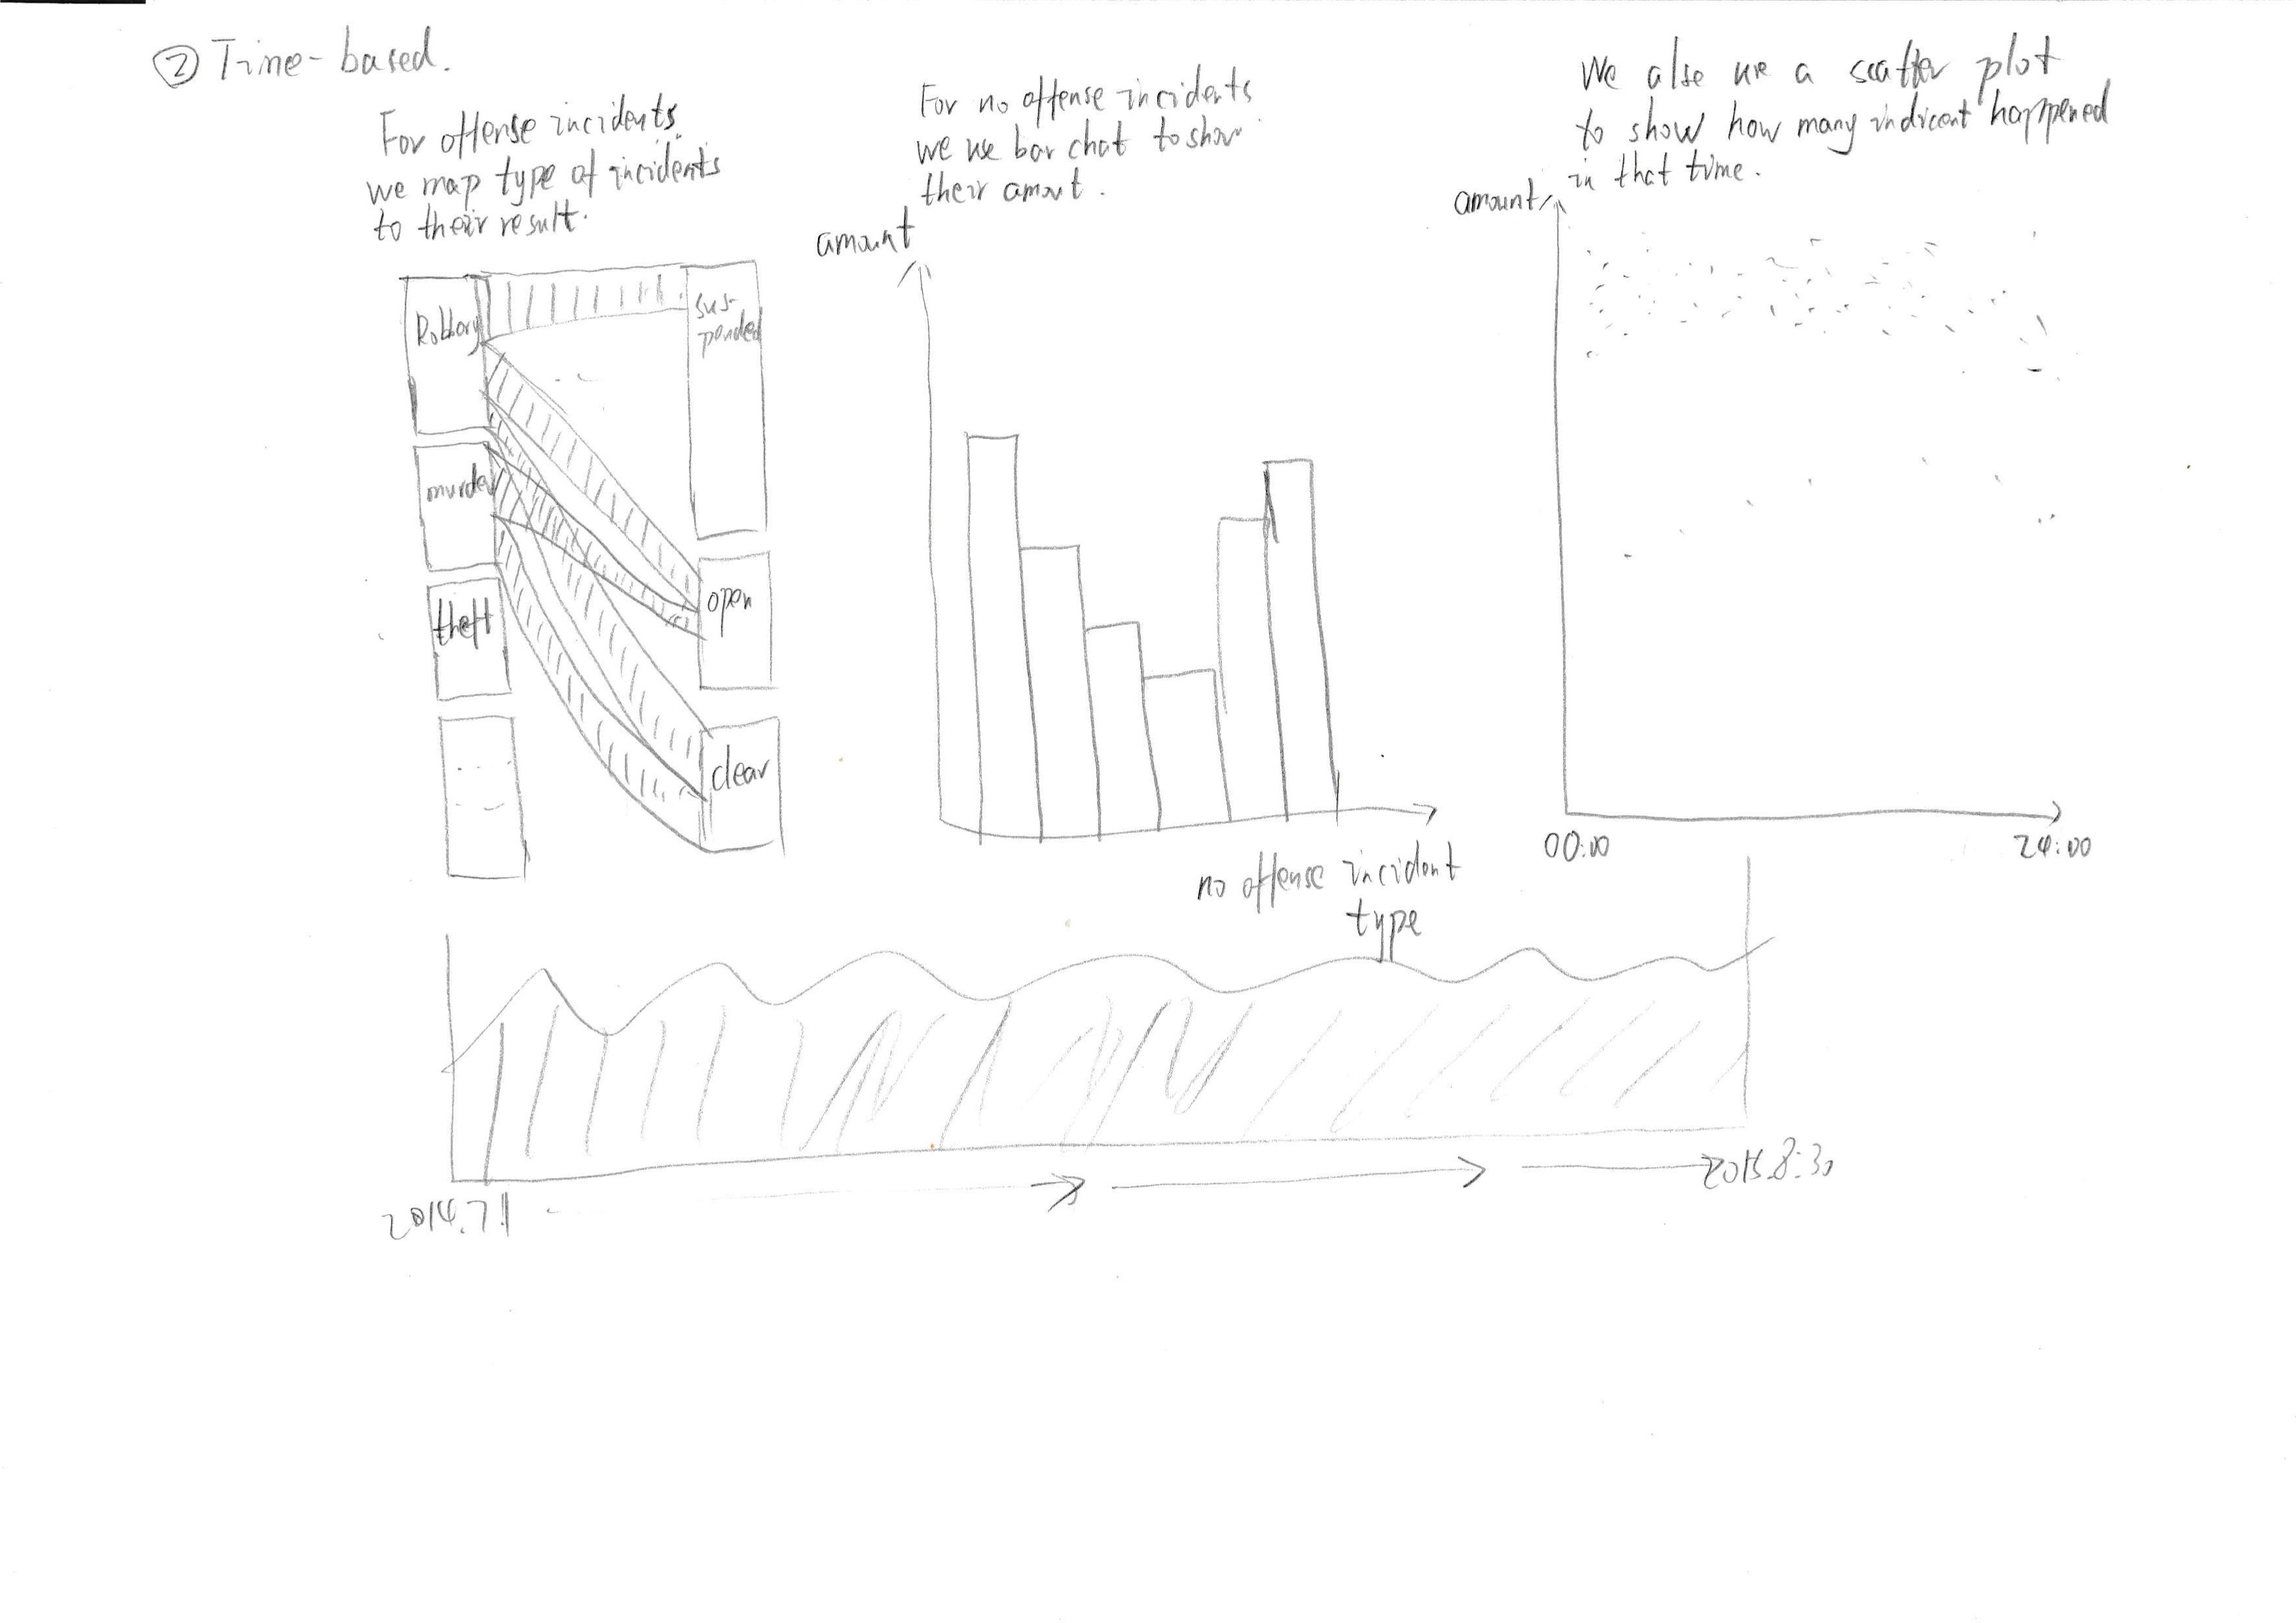 ② Time-based.
For offense incidents.
we map type of incidents
to their result.
Robbory
murder
theft
sus-
pended
open
clear
For no offense incidents
we use bar chat to show
their amout.
amount
no offense incident
type
We also use a scatter plot
to show how many indicent happened
in that time.
amount
00:00
24:00
2014.7.1
2015.8.30